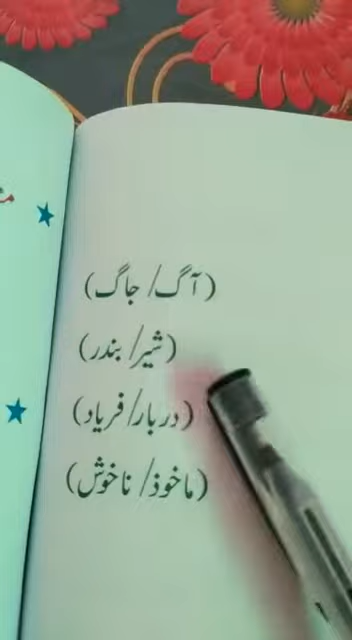 (آگ/ جاگ)
(شیر/ بندر)
(دربار/ فریاد)
(ماخوذ/ ناخوش)